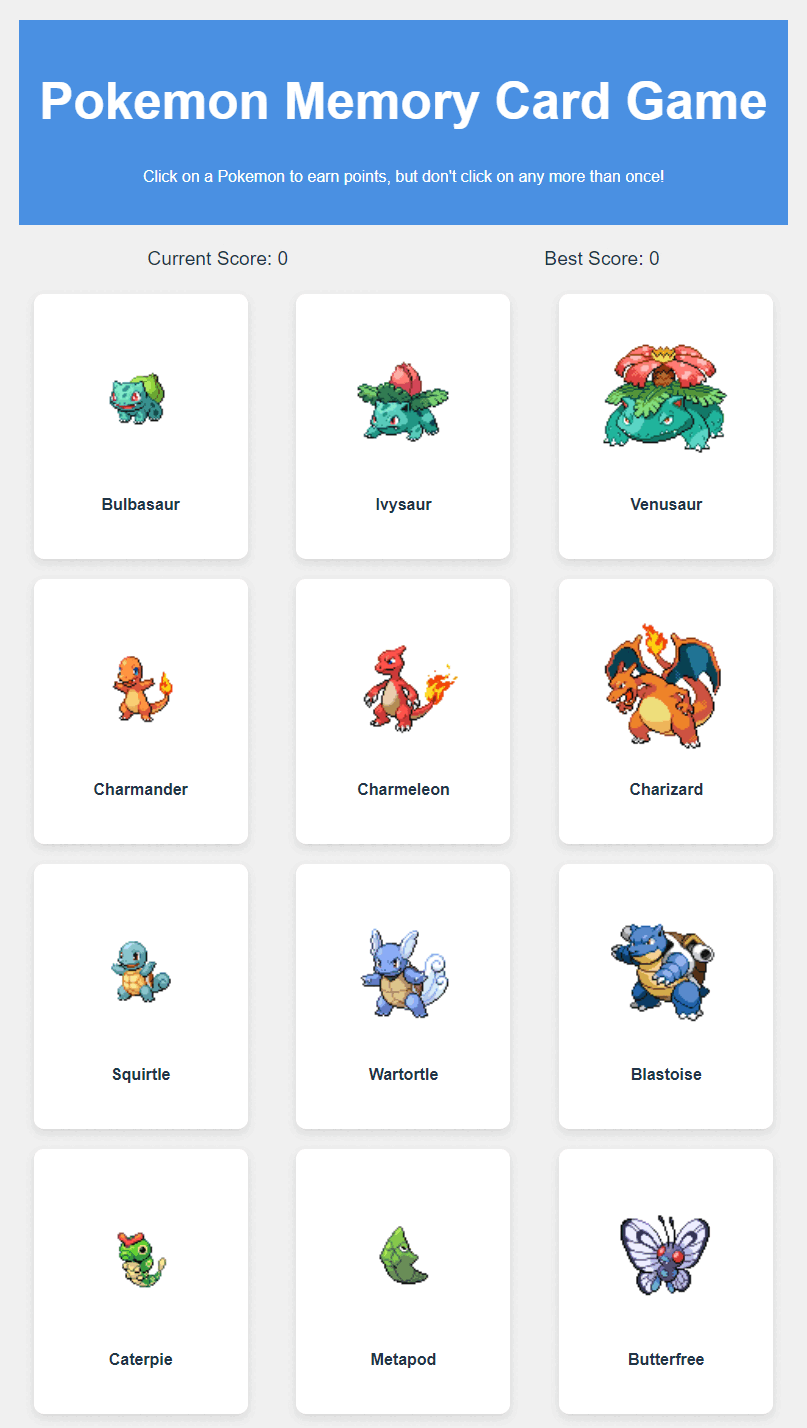 Pokemon Memory Card Game
Click on a Pokemon to earn points, but don't click on any more than once!
Current Score: 0 Best Score: 0
Bulbasaur Ivysaur Venusaur
Charmander Charmeleon Charizard
Squirtle Wartortle Blastoise
Caterpie Metapod Butterfree